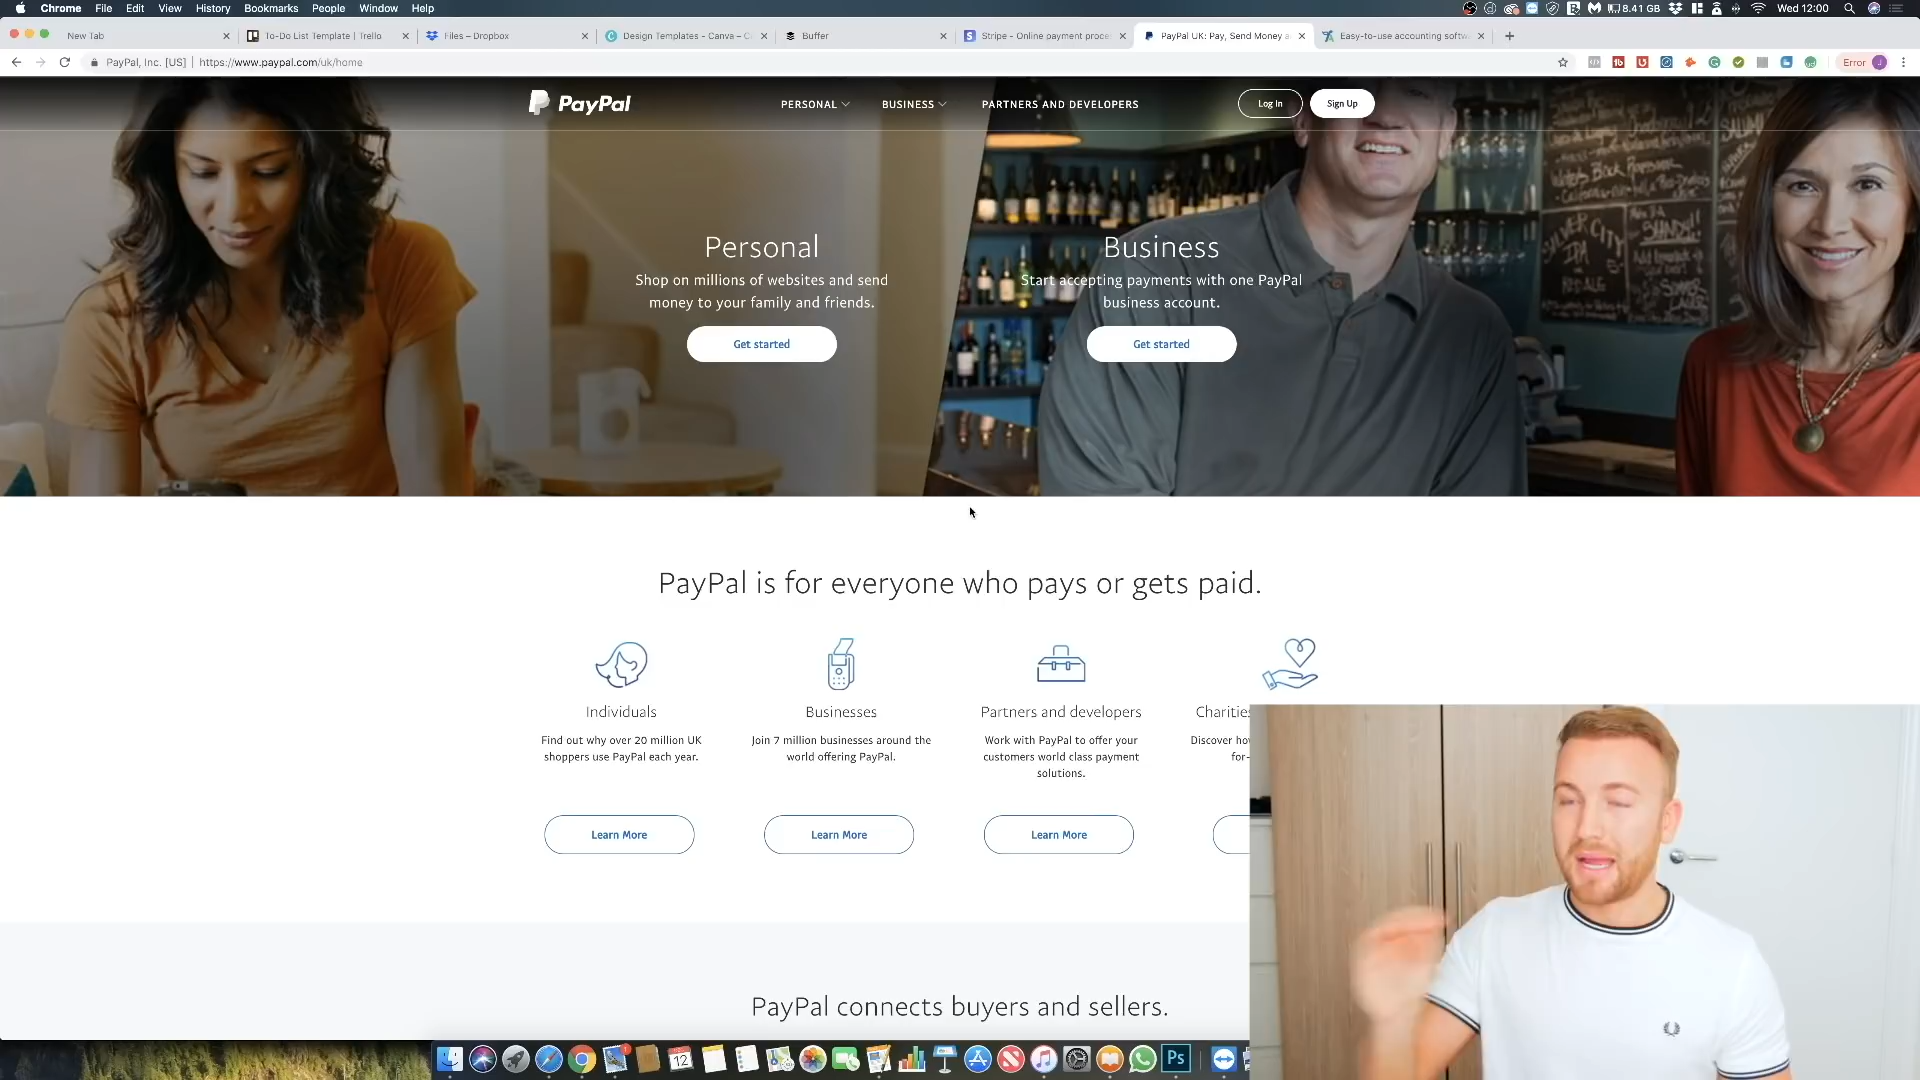 Chrome File Edit View History Bookmarks People Window Help
8.41 GB Wed 12:00
New Tab
To-Do List Template | Trello
Files – Dropbox
Design Templates - Canva – C
Buffer
Stripe - Online payment proce
PayPal UK: Pay, Send Money a
Easy-to-use accounting softw
PayPal, Inc. [US] | https://www.paypal.com/uk/home
Error J
PayPal
PERSONAL
BUSINESS
PARTNERS AND DEVELOPERS
Log In
Sign Up
Personal
Shop on millions of websites and send
money to your family and friends.
Get started
Business
Start accepting payments with one PayPal
business account.
Get started
PayPal is for everyone who pays or gets paid.
Individuals
Find out why over 20 million UK
shoppers use PayPal each year.
Learn More
Businesses
Join 7 million businesses around the
world offering PayPal.
Learn More
Partners and developers
Work with PayPal to offer your
customers world class payment
solutions.
Learn More
Charities
Discover how
for-
PayPal connects buyers and sellers.
12
Ps